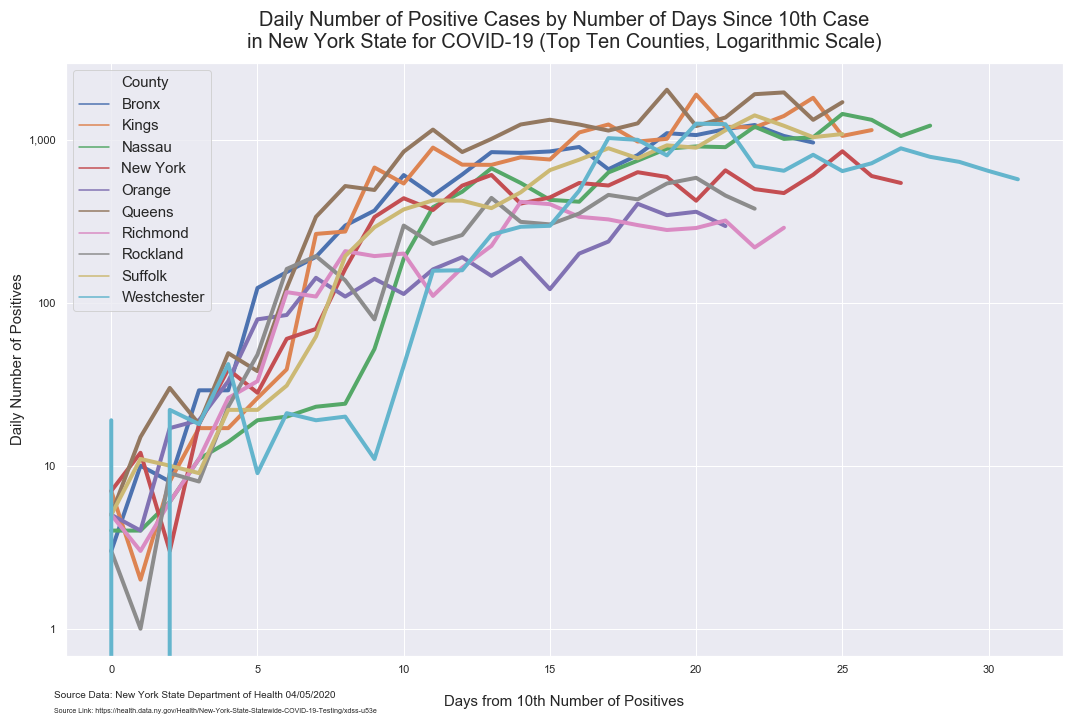 Daily Number of Positive Cases by Number of Days Since 10th Case
in New York State for COVID-19 (Top Ten Counties, Logarithmic Scale)
County
Bronx
Kings
Nassau
New York
Orange
Queens
Richmond
Rockland
Suffolk
Westchester
1,000
100
10
1
Daily Number of Positives
0 5 10 15 20 25 30
Days from 10th Number of Positives
Source Data: New York State Department of Health 04/05/2020
Source Link: https://health.data.ny.gov/Health/New-York-State-Statewide-COVID-19-Testing/xdss-u53e